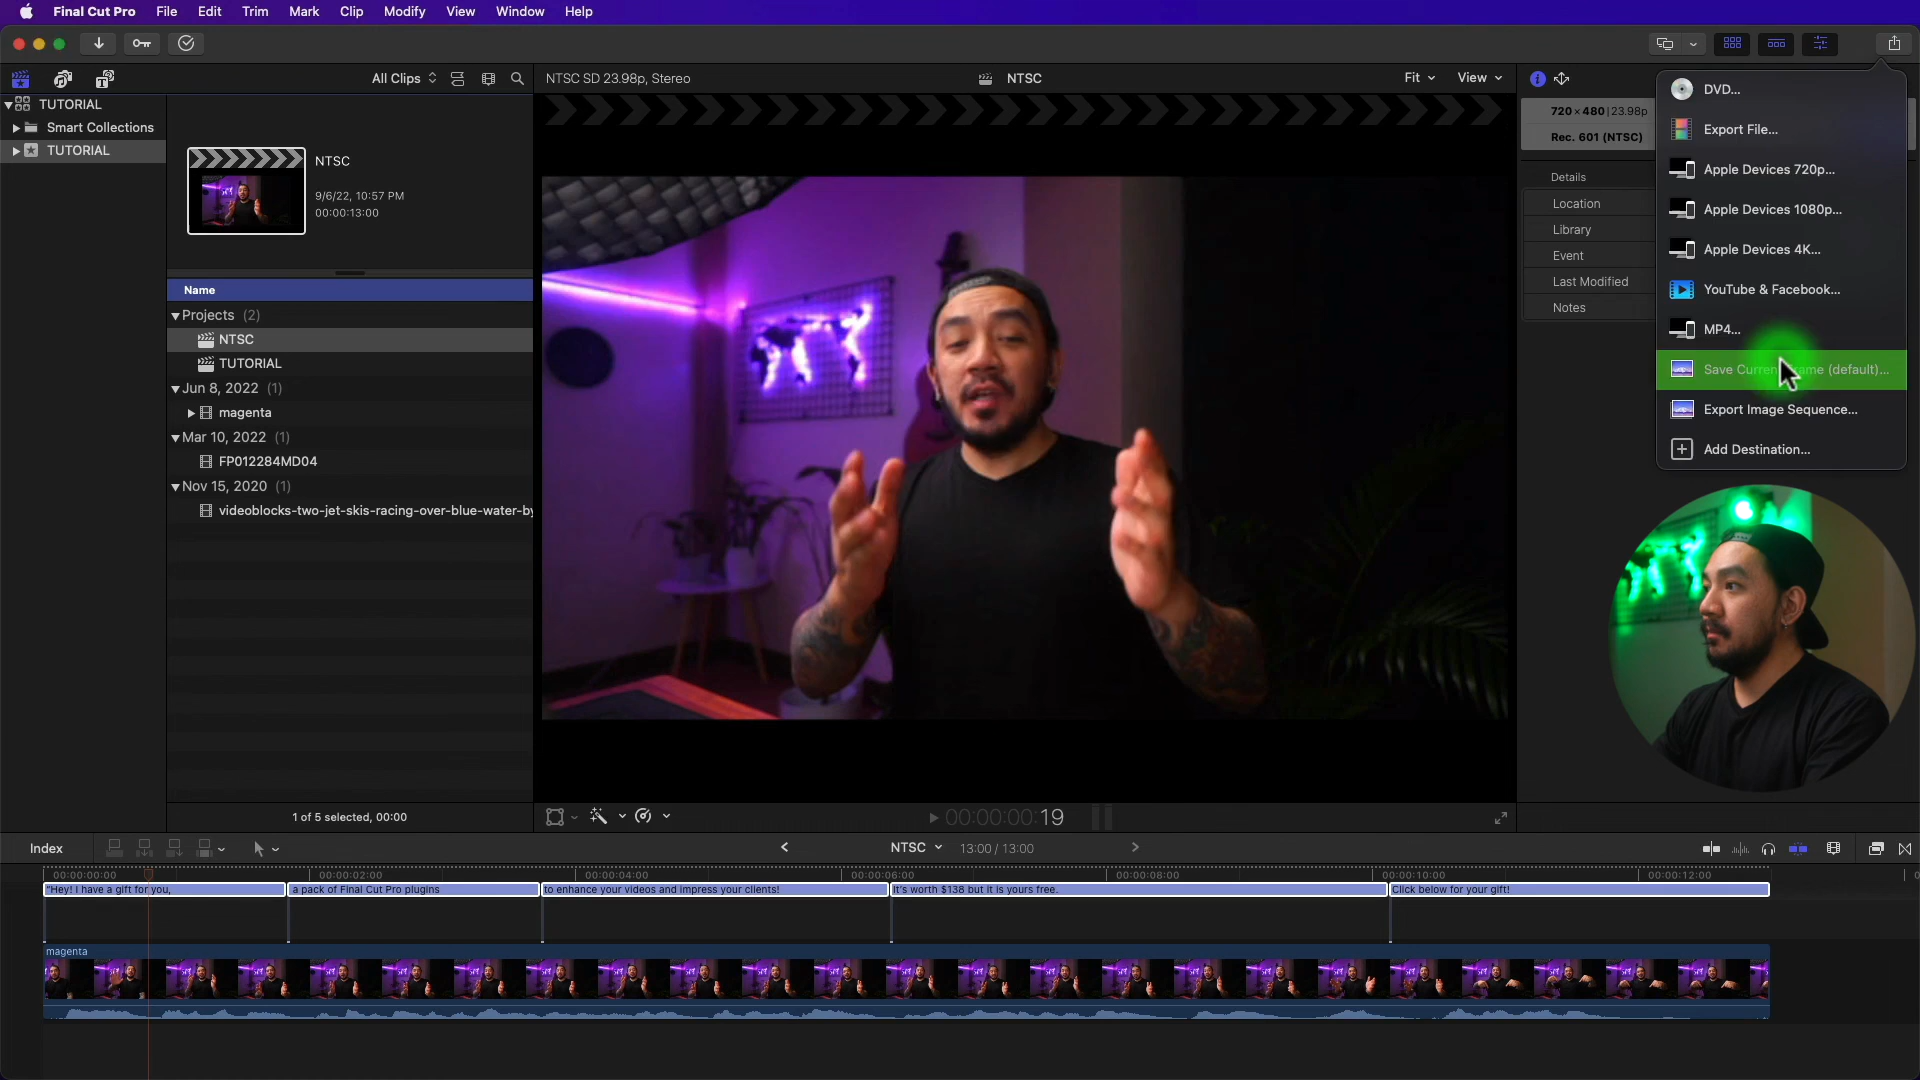 Final Cut Pro File Edit Trim Mark Clip Modify View Window Help
All Clips
NTSC SD 23.98p, Stereo
NTSC
Fit
View
TUTORIAL
Smart Collections
TUTORIAL
NTSC
9/6/22, 10:57 PM
00:00:13:00
Name
Projects (2)
NTSC
TUTORIAL
Jun 8, 2022 (1)
magenta
Mar 10, 2022 (1)
FP012284MD04
Nov 15, 2020 (1)
videoblocks-two-jet-skis-racing-over-blue-water-by
1 of 5 selected, 00:00
720 × 480 | 23.98p
Rec. 601 (NTSC)
Details
Location
Library
Event
Last Modified
Notes
DVD...
Export File...
Apple Devices 720p...
Apple Devices 1080p...
Apple Devices 4K...
YouTube & Facebook...
MP4...
Save Current Frame (default)...
Export Image Sequence...
Add Destination...
00:00:00:19
Index
NTSC
13:00 / 13:00
00:00:00:00 00:00:02:00 00:00:04:00 00:00:06:00 00:00:08:00 00:00:10:00 00:00:12:00
"Hey! I have a gift for you, a pack of Final Cut Pro plugins to enhance your videos and impress your clients! It's worth $138 but it is yours free. Click below for your gift!
magenta